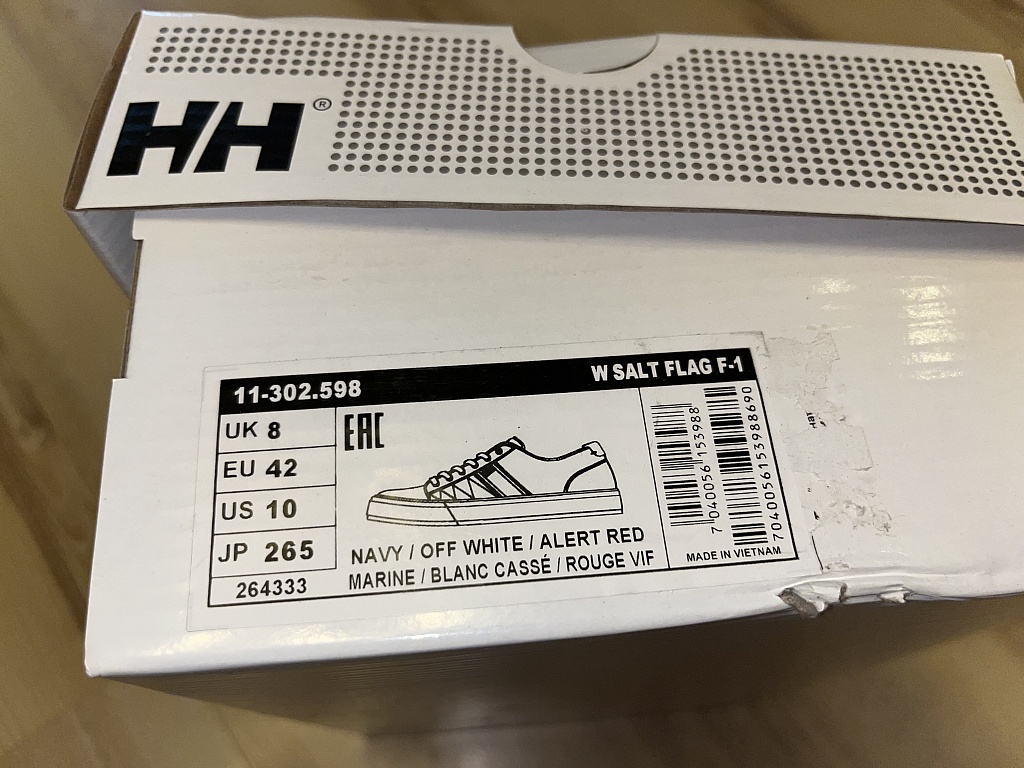 HH®
11-302.598 W SALT FLAG F-1
UK 8
EU 42
US 10
JP 265
264333
EAC
NAVY / OFF WHITE / ALERT RED
MARINE / BLANC CASSÉ / ROUGE VIF
7 040056 153988
7040056153988690
MADE IN VIETNAM